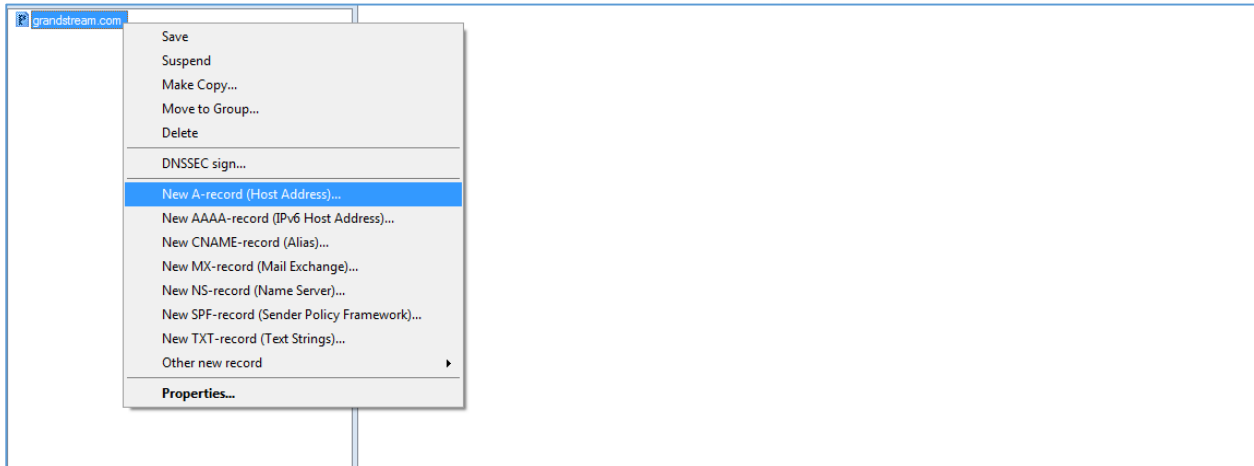 grandstream.com
Save
Suspend
Make Copy...
Move to Group...
Delete
DNSSEC sign...
New A-record (Host Address)...
New AAAA-record (IPv6 Host Address)...
New CNAME-record (Alias)...
New MX-record (Mail Exchange)...
New NS-record (Name Server)...
New SPF-record (Sender Policy Framework)...
New TXT-record (Text Strings)...
Other new record
Properties...